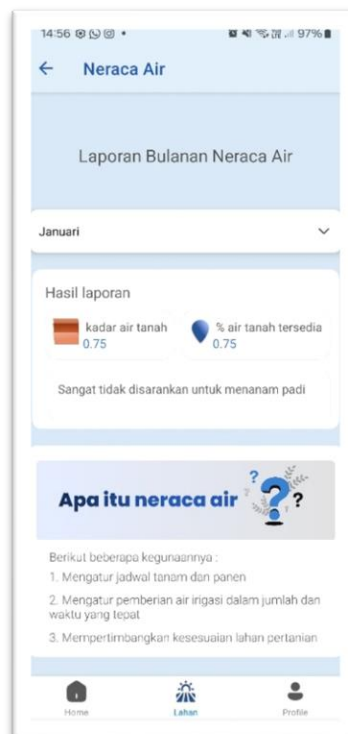 14:56
97%
Neraca Air
Laporan Bulanan Neraca Air
Januari
Hasil laporan
kadar air tanah
0.75
% air tanah tersedia
0.75
Sangat tidak disarankan untuk menanam padi
Apa itu neraca air
? ? ?
Berikut beberapa kegunaannya :
1. Mengatur jadwal tanam dan panen
2. Mengatur pemberian air irigasi dalam jumlah dan
waktu yang tepat
3. Mempertimbangkan kesesuaian lahan pertanian
Home
Lahan
Profile